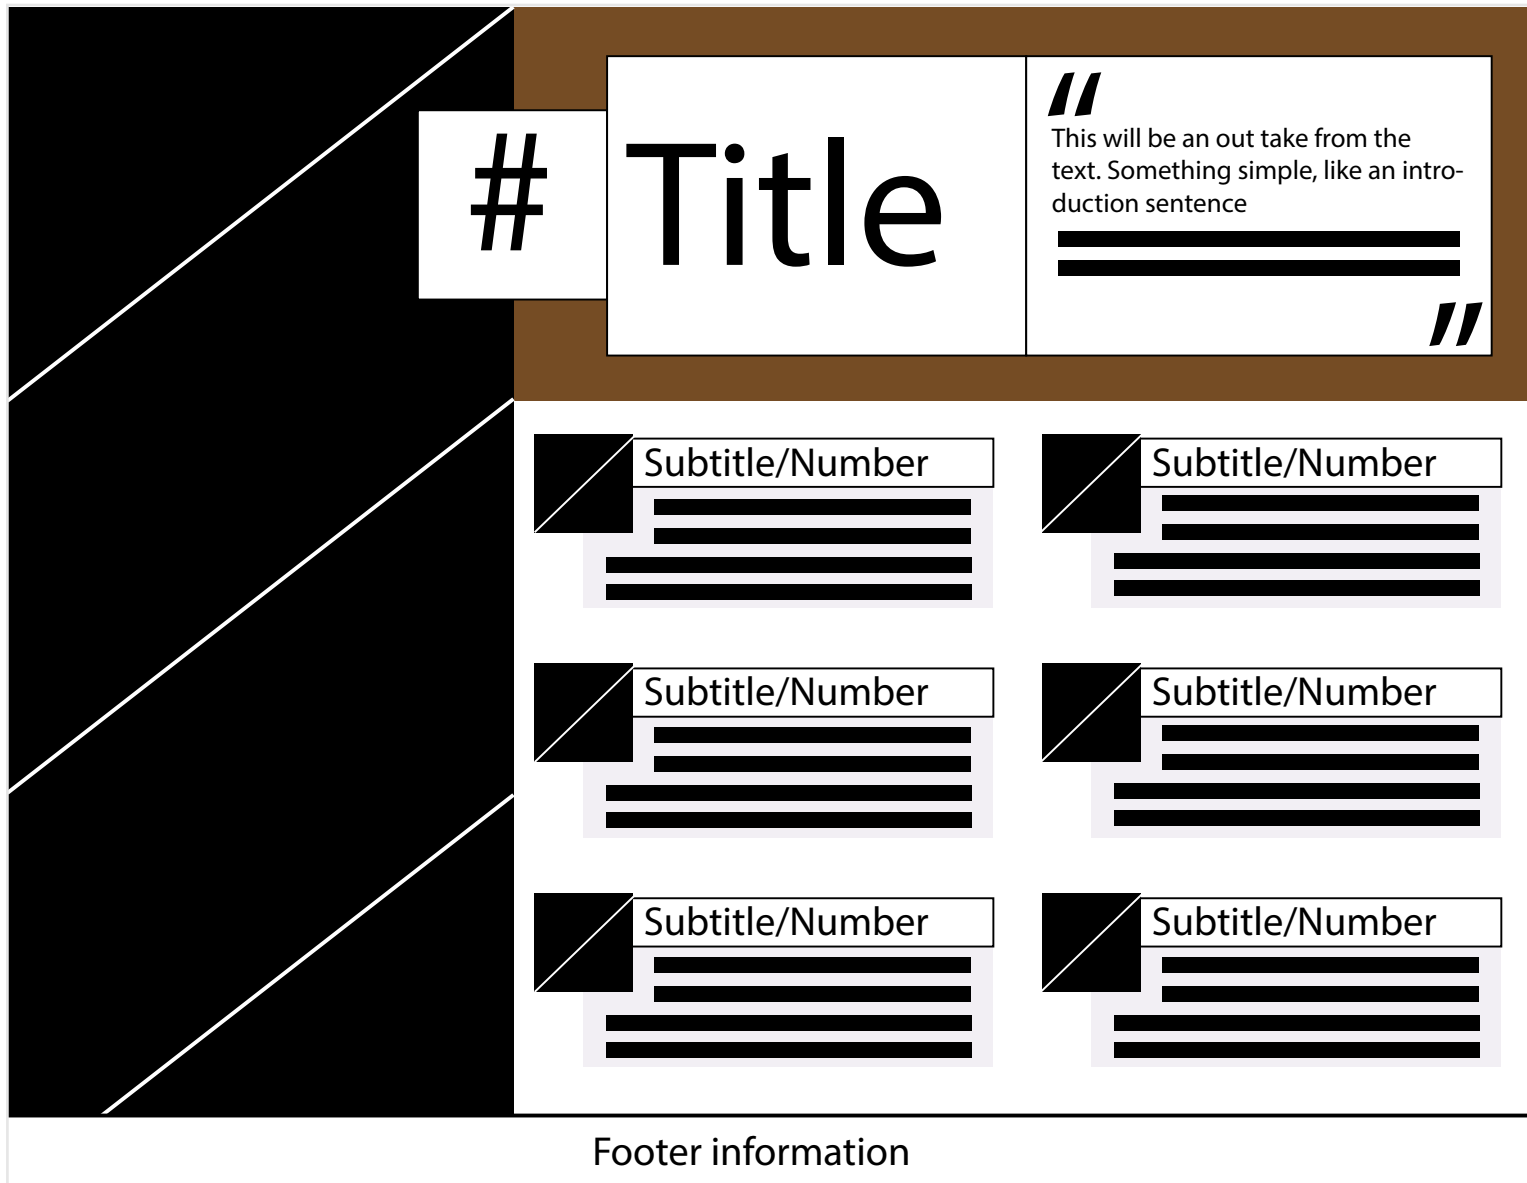 #
Title
“
This will be an out take from the
text. Something simple, like an intro-
duction sentence
”
Subtitle/Number
Subtitle/Number
Subtitle/Number
Subtitle/Number
Subtitle/Number
Subtitle/Number
Footer information